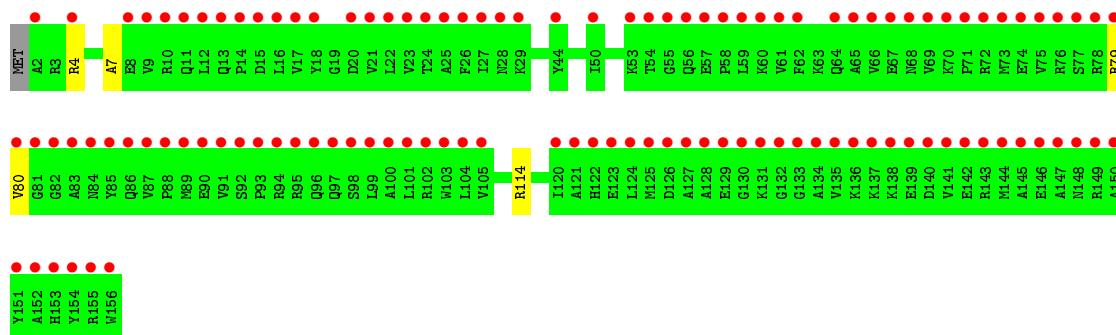 MET A2 R3 R4 A7 E8 V9 R10 Q11 L12 Q13 P14 D15 L16 V17 Y18 G19 D20 V21 L22 V23 T24 A25 F26 I27 N28 K29 Y44 I50 K53 T54 G55 Q56 E57 P58 L59 K60 V61 F62 K63 Q64 A65 V66 E67 N68 V69 K70 P71 R72 M73 E74 V75 R76 S77 R78 R79
V80 G81 G82 A83 N84 Y85 Q86 V87 P88 M89 E90 V91 S92 P93 R94 R95 Q96 Q97 S98 L99 A100 L101 R102 W103 L104 V105 R114 I120 A121 H122 E123 L124 M125 D126 A127 A128 E129 G130 K131 G132 G133 A134 V135 K136 K137 K138 E139 D140 V141 E142 R143 M144 A145 E146 A147 N148 R149 A150
Y151 A152 H153 Y154 R155 W156